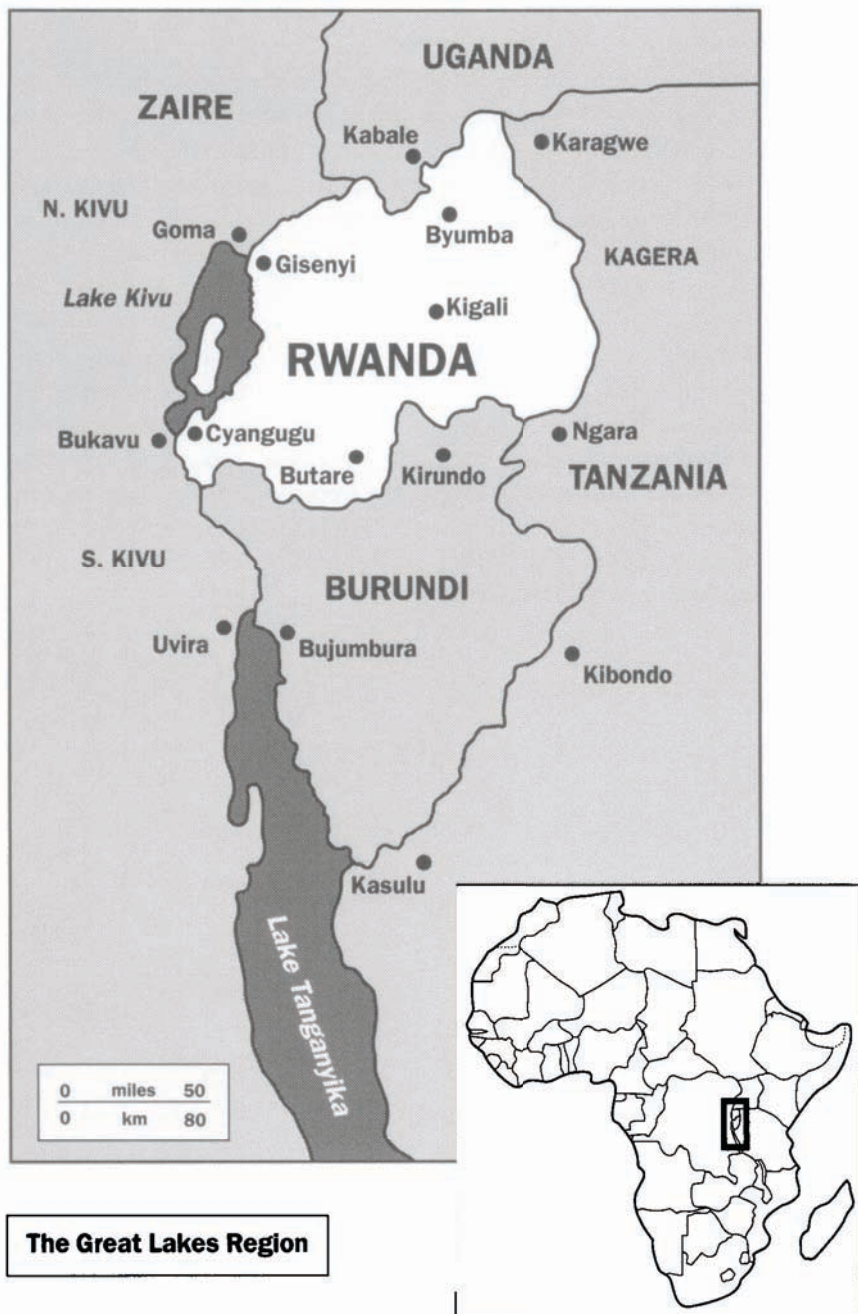 UGANDA
ZAIRE
Kabale
Karagwe
N. KIVU
Goma
Byumba
Gisenyi
KAGERA
Lake Kivu
Kigali
RWANDA
Bukavu
Cyangugu
Ngara
Butare
Kirundo
TANZANIA
S. KIVU
BURUNDI
Uvira
Bujumbura
Kibondo
Kasulu
Lake Tanganyika
0 miles 50
0 km 80
The Great Lakes Region